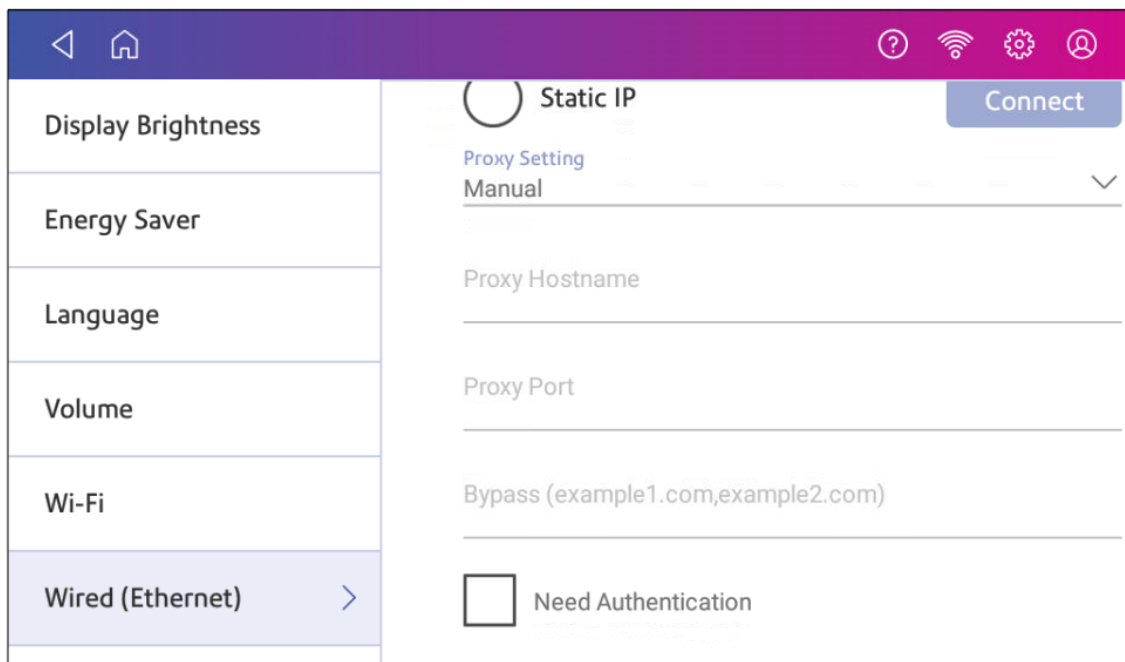 Display Brightness
Energy Saver
Language
Volume
Wi-Fi
Wired (Ethernet)
Static IP
Connect
Proxy Setting
Manual
Proxy Hostname
Proxy Port
Bypass (example1.com,example2.com)
Need Authentication